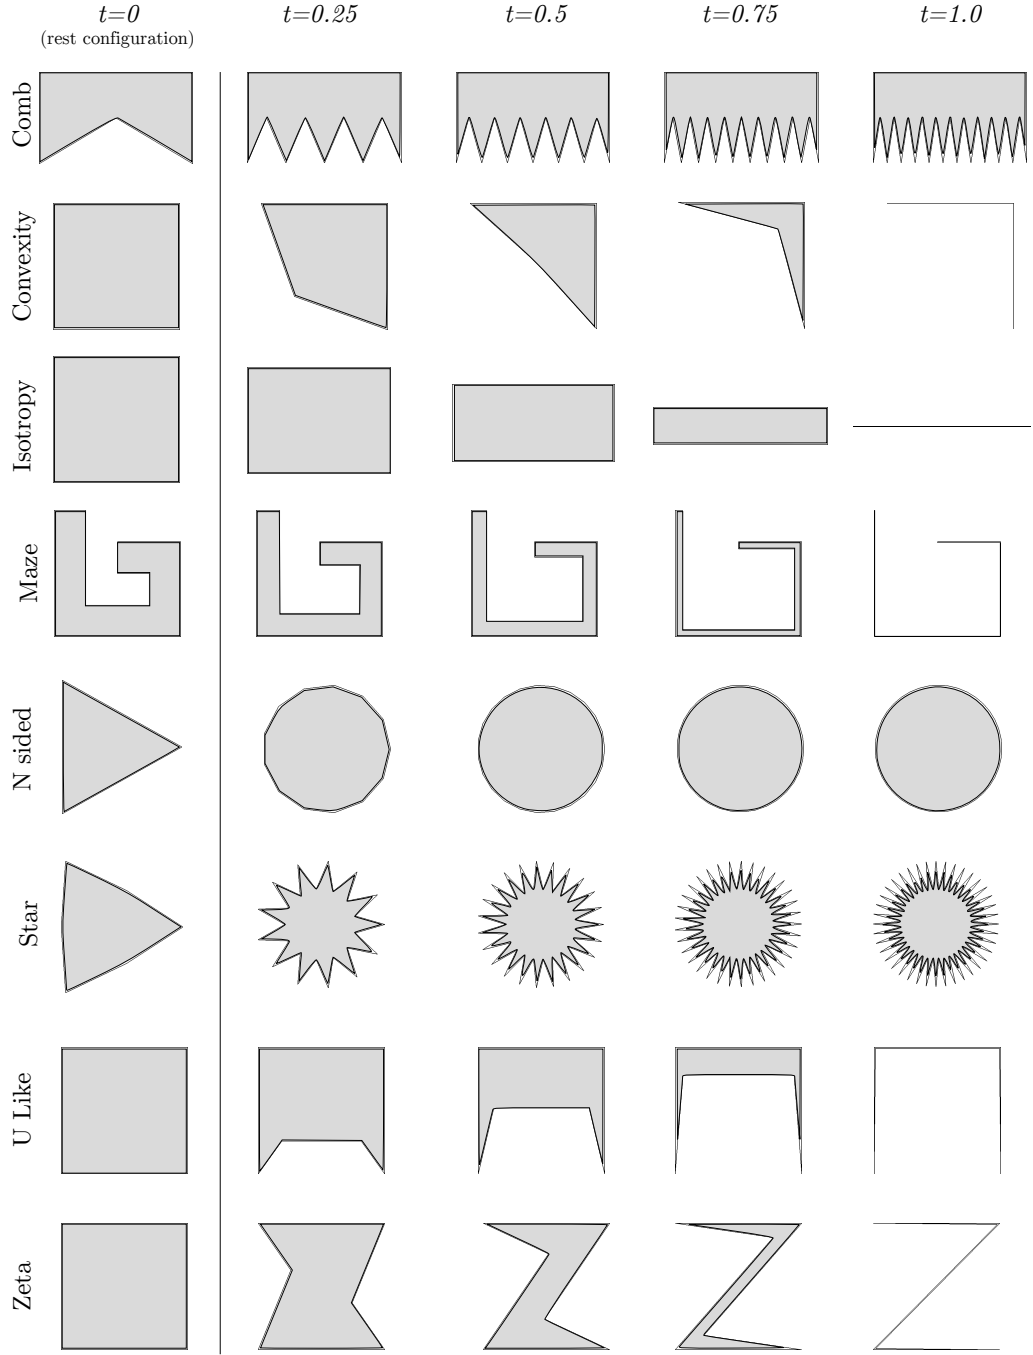 t=0 t=0.25 t=0.5 t=0.75 t=1.0
(rest configuration)
Comb
Convexity
Isotropy
Maze
N sided
Star
U Like
Zeta